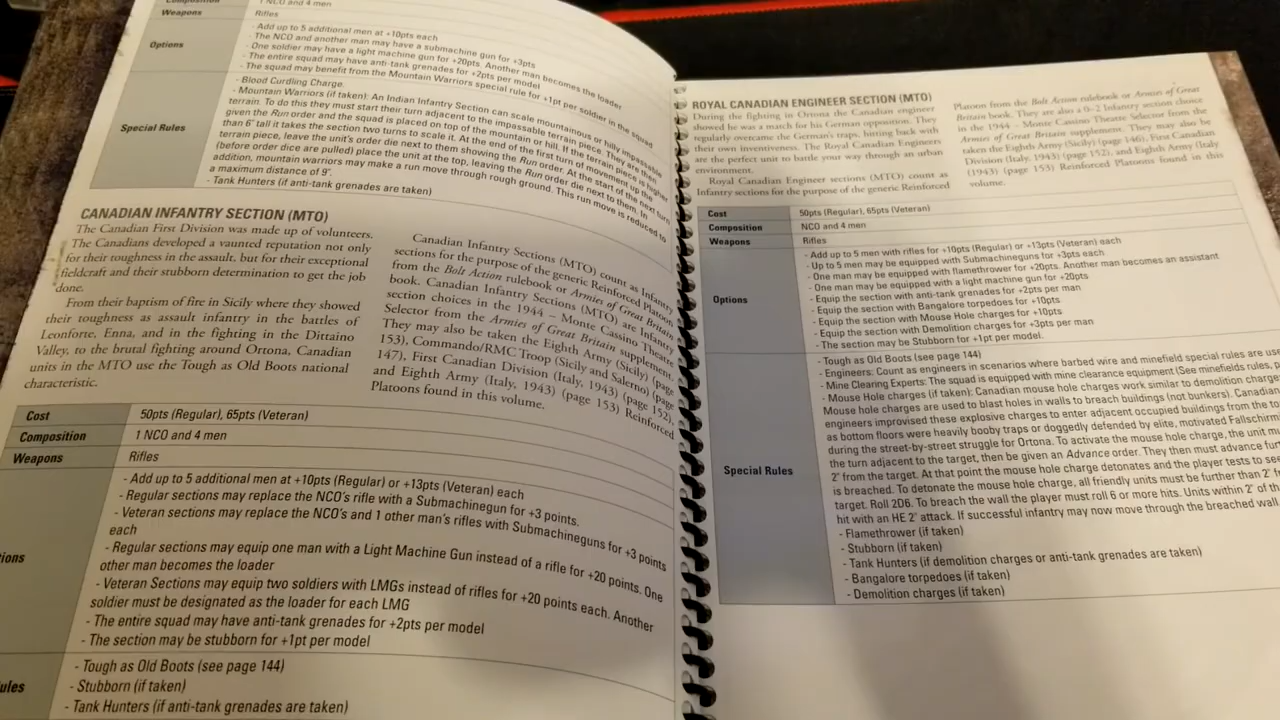 Composition
1 NCO and 4 men
Weapons
Rifles
Options
- Add up to 5 additional men at +10pts each
- The NCO and another man may have a submachine gun for +3pts
- One soldier may have a light machine gun for +20pts. Another man becomes the loader
- The entire squad may have anti-tank grenades for +2pts per model
- The squad may benefit from the Mountain Warriors special rule for +1pt per soldier in the squad
Special Rules
- Blood Curdling Charge.
- Mountain Warriors (if taken): An Indian Infantry Section can scale mountainous or fully impassable
terrain. To do this they must start their turn adjacent to the impassable terrain piece. They are then
given the Run order and the squad is placed on top of the mountain or hill. If the terrain piece is higher
than 6" tall it takes the section two turns to scale it. At the end of the first turn of movement up the
terrain piece, leave the unit's order die next to them showing the Run order. At the start of the next turn
(before order dice are pulled) place the unit at the top, leaving the Run order die next to them. In
addition, mountain warriors may make a run move through rough ground. This run move is reduced to
a maximum distance of 9".
- Tank Hunters (if anti-tank grenades are taken)
CANADIAN INFANTRY SECTION (MTO)
The Canadian First Division was made up of volunteers.
The Canadians developed a vaunted reputation not only
for their toughness in the assault, but for their exceptional
fieldcraft and their stubborn determination to get the job
done.
From their baptism of fire in Sicily where they showed
their toughness as assault infantry in the battles of
Leonforte, Enna, and in the fighting in the Dittaino
Valley, to the brutal fighting around Ortona, Canadian
units in the MTO use the Tough as Old Boots national
characteristic.
Canadian Infantry Sections (MTO) count as Infantry
sections for the purpose of the generic Reinforced Platoons
from the Bolt Action rulebook or Armies of Great Britain
book. Canadian Infantry Sections (MTO) are Infantry
section choices in the 1944 – Monte Cassino Theatre
Selector from the Armies of Great Britain supplement.
They may also be taken the Eighth Army (Sicily) (page
153), Commando/RMC Troop (Sicily and Salerno) (page
147), First Canadian Division (Italy, 1943) (page 152),
and Eighth Army (Italy, 1943) (page 153) Reinforced
Platoons found in this volume.
Cost
50pts (Regular), 65pts (Veteran)
Composition
1 NCO and 4 men
Weapons
Rifles
tions
- Add up to 5 additional men at +10pts (Regular) or +13pts (Veteran) each
- Regular sections may replace the NCO's rifle with a Submachinegun for +3 points.
- Veteran sections may replace the NCO's and 1 other man's rifles with Submachineguns for +3 points
each
- Regular sections may equip one man with a Light Machine Gun instead of a rifle for +20 points. One
other man becomes the loader
- Veteran Sections may equip two soldiers with LMGs instead of rifles for +20 points each. Another
soldier must be designated as the loader for each LMG
- The entire squad may have anti-tank grenades for +2pts per model
- The section may be stubborn for +1pt per model
ules
- Tough as Old Boots (see page 144)
- Stubborn (if taken)
- Tank Hunters (if anti-tank grenades are taken)
ROYAL CANADIAN ENGINEER SECTION (MTO)
During the fighting in Ortona the Canadian engineer
showed he was a match for his German opposition. They
regularly overcame the German's traps, hitting back with
their own inventiveness. The Royal Canadian Engineers
are the perfect unit to battle your way through an urban
environment.
Royal Canadian Engineer sections (MTO) count as
Infantry sections for the purpose of the generic Reinforced
Platoon from the Bolt Action rulebook or Armies of Great
Britain book. They are also a 0–2 Infantry section choice
in the 1944 – Monte Cassino Theatre Selector from the
Armies of Great Britain supplement. They may also be
taken the Eighth Army (Sicily) (page 146), First Canadian
Division (Italy, 1943) (page 152), and Eighth Army (Italy
(1943) (page 153) Reinforced Platoons found in this
volume.
Cost
50pts (Regular), 65pts (Veteran)
Composition
NCO and 4 men
Weapons
Rifles
Options
- Add up to 5 men with rifles for +10pts (Regular) or +13pts (Veteran) each
- Up to 5 men may be equipped with Submachineguns for +3pts each
- One man may be equipped with flamethrower for +20pts. Another man becomes an assistant
- One man may be equipped with a light machine gun for +20pts
- Equip the section with anti-tank grenades for +2pts per man
- Equip the section with Bangalore torpedoes for +10pts
- Equip the section with Mouse Hole charges for +10pts
- Equip the section with Demolition charges for +3pts per man
- The section may be Stubborn for +1pt per model.
Special Rules
- Tough as Old Boots (see page 144)
- Engineers: Count as engineers in scenarios where barbed wire and minefield special rules are use
- Mine Clearing Experts: The squad is equipped with mine clearance equipment (See minefields rules, p
- Mouse Hole charges (if taken): Canadian mouse hole charges work similar to demolition charge
Mouse hole charges are used to blast holes in walls to breach buildings (not bunkers). Canadian
engineers improvised these explosive charges to enter adjacent occupied buildings from the to
as bottom floors were heavily booby traps or doggedly defended by elite, motivated Fallschirm
during the street-by-street struggle for Ortona. To activate the mouse hole charge, the unit mu
the turn adjacent to the target, then be given an Advance order. They then must advance fur
2" from the target. At that point the mouse hole charge detonates and the player tests to see
is breached. To detonate the mouse hole charge, all friendly units must be further than 2" f
target. Roll 2D6. To breach the wall the player must roll 6 or more hits. Units within 2" of th
hit with an HE 2" attack. If successful infantry may now move through the breached wall.
- Flamethrower (if taken)
- Stubborn (if taken)
- Tank Hunters (if demolition charges or anti-tank grenades are taken)
- Bangalore torpedoes (if taken)
- Demolition charges (if taken)